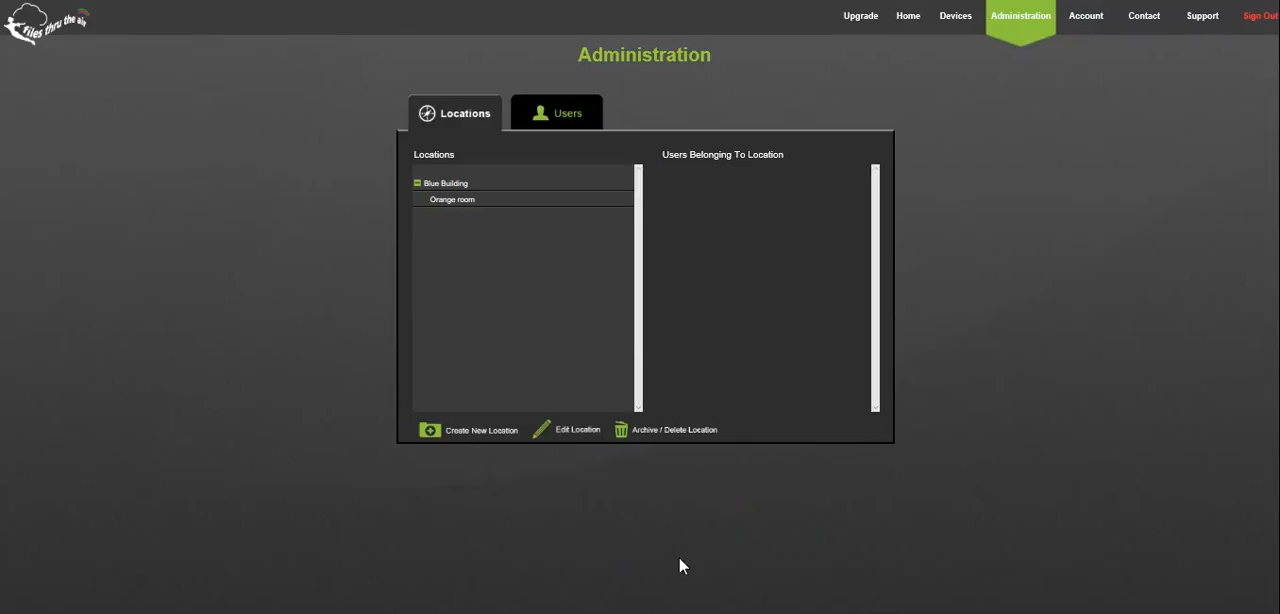 files thru the air
Upgrade Home Devices Administration Account Contact Support Sign Out
Administration
Locations Users
Locations Users Belonging To Location
Blue Building
Orange room
Create New Location Edit Location Archive / Delete Location